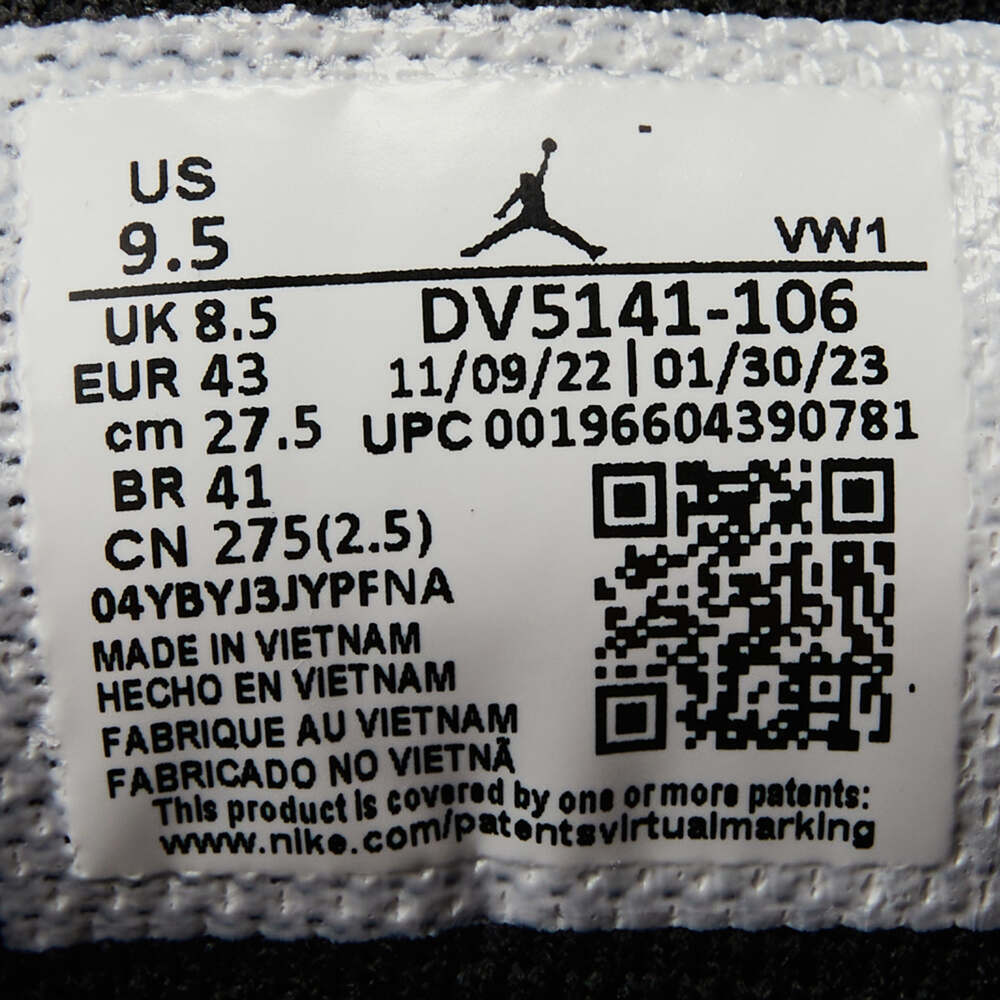 US
9.5
VW1
UK 8.5
DV5141-106
EUR 43
11/09/22 | 01/30/23
cm 27.5
UPC 00196604390781
BR 41
CN 275(2.5)
04YBYJ3JYPFNA
MADE IN VIETNAM
HECHO EN VIETNAM
FABRIQUE AU VIETNAM
FABRICADO NO VIETNÃ
This product is covered by one or more patents:
www.nike.com/patentsvirtualmarking